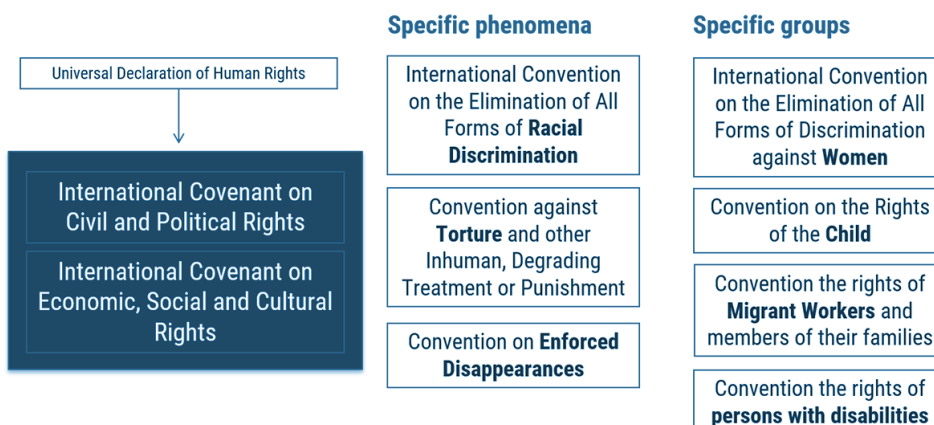 Universal Declaration of Human Rights
International Covenant on
Civil and Political Rights
International Covenant on
Economic, Social and Cultural
Rights
Specific phenomena
International Convention
on the Elimination of All
Forms of Racial
Discrimination
Convention against
Torture and other
Inhuman, Degrading
Treatment or Punishment
Convention on Enforced
Disappearances
Specific groups
International Convention
on the Elimination of All
Forms of Discrimination
against Women
Convention on the Rights
of the Child
Convention the rights of
Migrant Workers and
members of their families
Convention the rights of
persons with disabilities